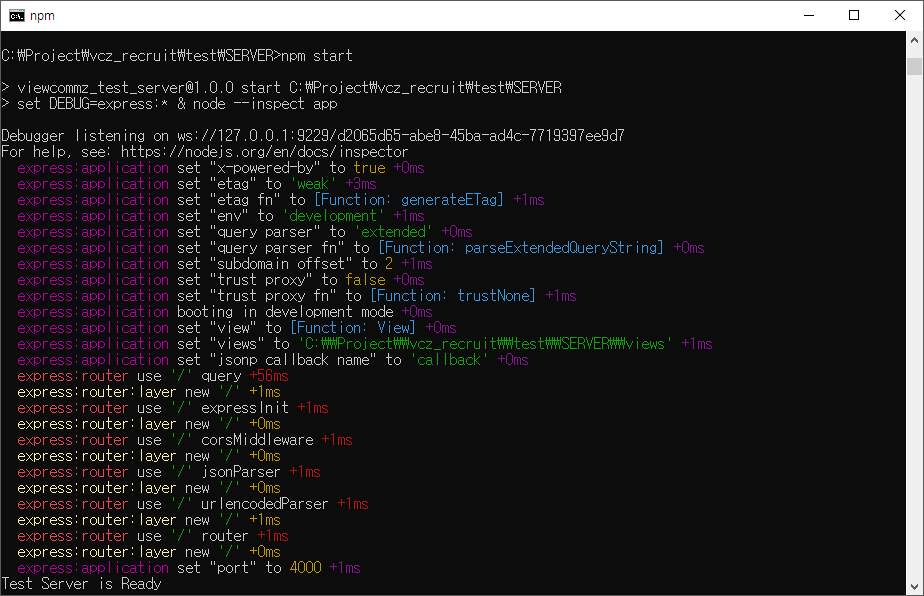 npm
C:₩Project₩vcz_recruit₩test₩SERVER>npm start
> viewcommz_test_server@1.0.0 start C:₩Project₩vcz_recruit₩test₩SERVER
> set DEBUG=express:* & node --inspect app
Debugger listening on ws://127.0.0.1:9229/d2065d65-abe8-45ba-ad4c-7719397ee9d7
For help, see: https://nodejs.org/en/docs/inspector
express:application set "x-powered-by" to true +0ms
express:application set "etag" to 'weak' +3ms
express:application set "etag fn" to [Function: generateETag] +1ms
express:application set "env" to 'development' +1ms
express:application set "query parser" to 'extended' +0ms
express:application set "query parser fn" to [Function: parseExtendedQueryString] +0ms
express:application set "subdomain offset" to 2 +1ms
express:application set "trust proxy" to false +0ms
express:application set "trust proxy fn" to [Function: trustNone] +1ms
express:application booting in development mode +0ms
express:application set "view" to [Function: View] +0ms
express:application set "views" to 'C:₩₩Project₩₩vcz_recruit₩₩test₩₩SERVER₩₩views' +1ms
express:application set "jsonp callback name" to 'callback' +0ms
express:router use '/' query +56ms
express:router:layer new '/' +1ms
express:router use '/' expressInit +1ms
express:router:layer new '/' +0ms
express:router use '/' corsMiddleware +1ms
express:router:layer new '/' +0ms
express:router use '/' jsonParser +1ms
express:router:layer new '/' +0ms
express:router use '/' urlencodedParser +1ms
express:router:layer new '/' +1ms
express:router use '/' router +1ms
express:router:layer new '/' +0ms
express:application set "port" to 4000 +1ms
Test Server is Ready